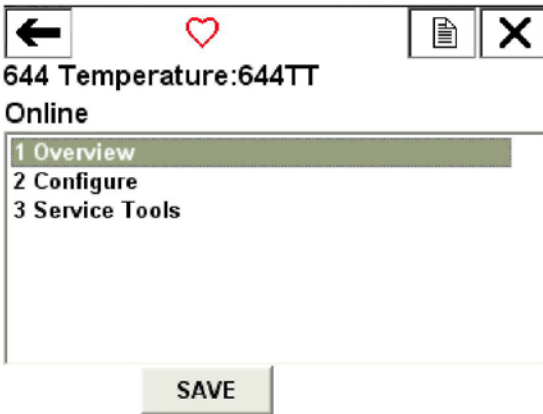 644 Temperature:644TT
Online
1 Overview
2 Configure
3 Service Tools
SAVE